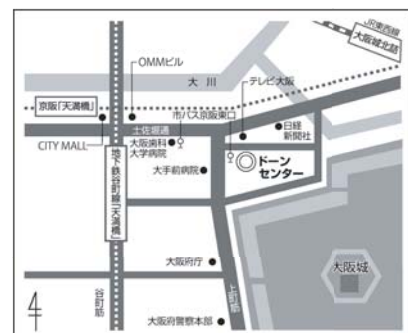 JR東西線
大阪城北詰
OMMビル
大川
テレビ大阪
京阪「天満橋」
市バス京阪東口
土佐堀通
日経
新聞社
CITY MALL
大阪歯科
大学病院
地下鉄谷町線「天満橋」
ドーン
センター
大手前病院
大阪府庁
大阪城
谷町筋
上町筋
大阪府警察本部
4